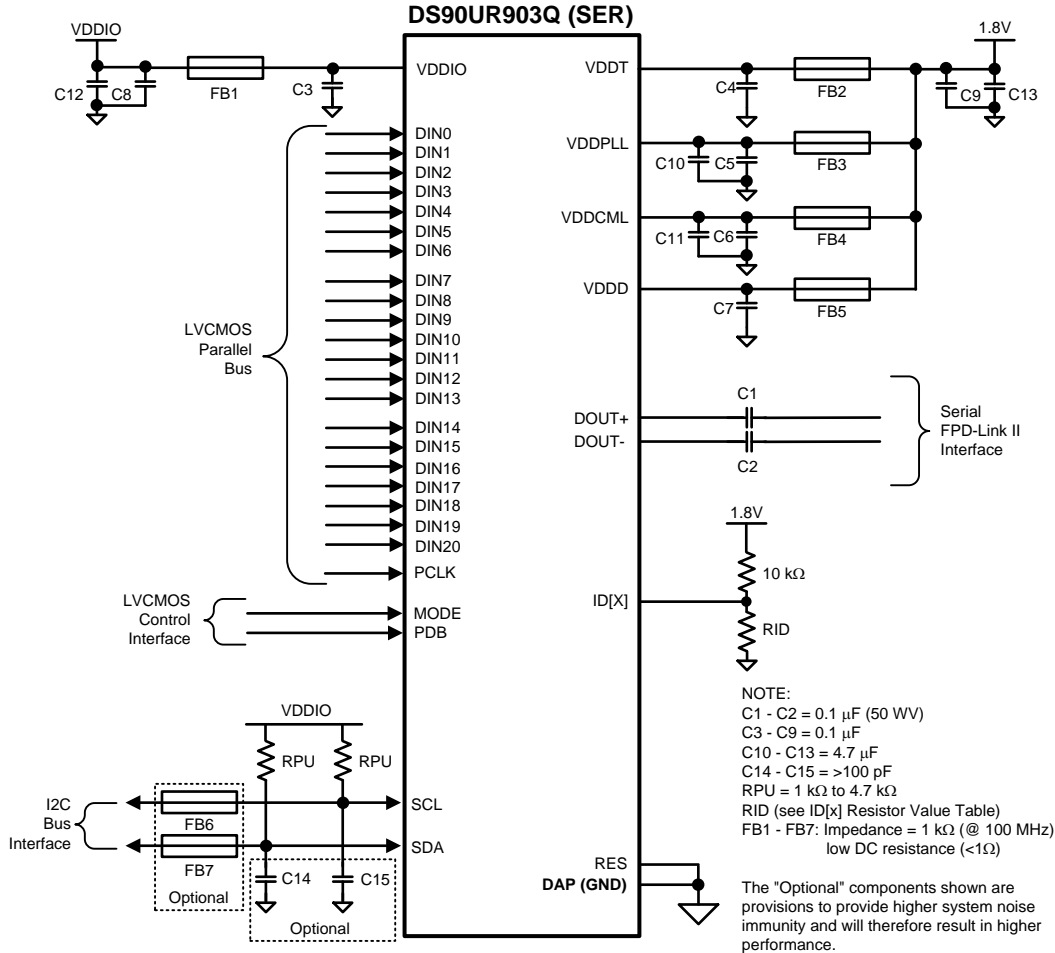 DS90UR903Q (SER)
VDDIO
C12
C8
FB1
C3
VDDIO
VDDT
C4
FB2
1.8V
C9
C13
VDDPLL
C10
C5
FB3
VDDCML
C11
C6
FB4
VDDD
C7
FB5
LVCMOS
Parallel
Bus
DIN0
DIN1
DIN2
DIN3
DIN4
DIN5
DIN6
DIN7
DIN8
DIN9
DIN10
DIN11
DIN12
DIN13
DIN14
DIN15
DIN16
DIN17
DIN18
DIN19
DIN20
PCLK
DOUT+
DOUT-
C1
C2
Serial
FPD-Link II
Interface
LVCMOS
Control
Interface
MODE
PDB
1.8V
10 kΩ
ID[X]
RID
VDDIO
RPU
RPU
I2C
Bus
Interface
FB6
FB7
Optional
SCL
SDA
C14
C15
Optional
RES
DAP (GND)
NOTE:
C1 - C2 = 0.1 μF (50 WV)
C3 - C9 = 0.1 μF
C10 - C13 = 4.7 μF
C14 - C15 = >100 pF
RPU = 1 kΩ to 4.7 kΩ
RID (see ID[x] Resistor Value Table)
FB1 - FB7: Impedance = 1 kΩ (@ 100 MHz)
low DC resistance (<1Ω)
The "Optional" components shown are
provisions to provide higher system noise
immunity and will therefore result in higher
performance.